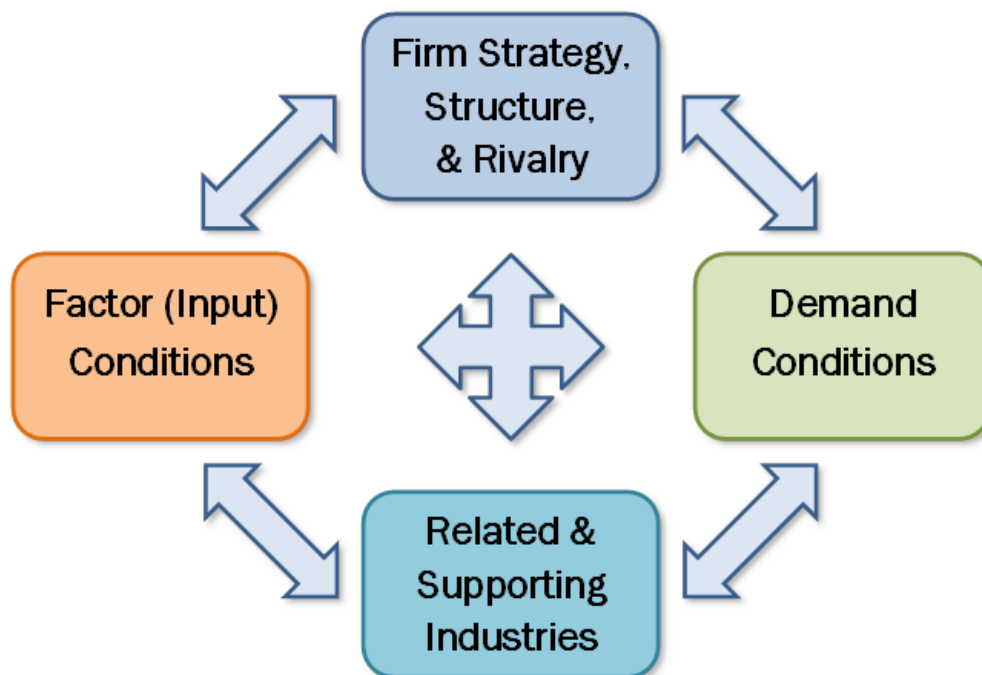 Firm Strategy,
Structure,
& Rivalry
Factor (Input)
Conditions
Demand
Conditions
Related &
Supporting
Industries